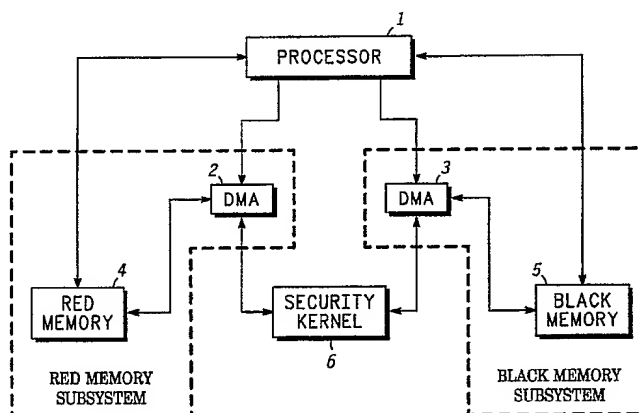 1
PROCESSOR
2
DMA
3
DMA
4
RED
MEMORY
SECURITY
KERNEL
6
5
BLACK
MEMORY
RED MEMORY
SUBSYSTEM
BLACK MEMORY
SUBSYSTEM